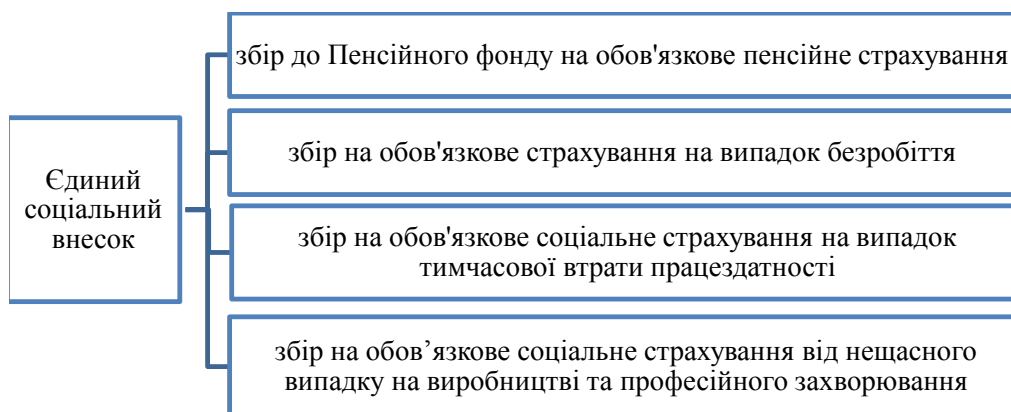 Єдиний
соціальний
внесок
збір до Пенсійного фонду на обов'язкове пенсійне страхування
збір на обов'язкове страхування на випадок безробіття
збір на обов'язкове соціальне страхування на випадок
тимчасової втрати працездатності
збір на обов’язкове соціальне страхування від нещасного
випадку на виробництві та професійного захворювання